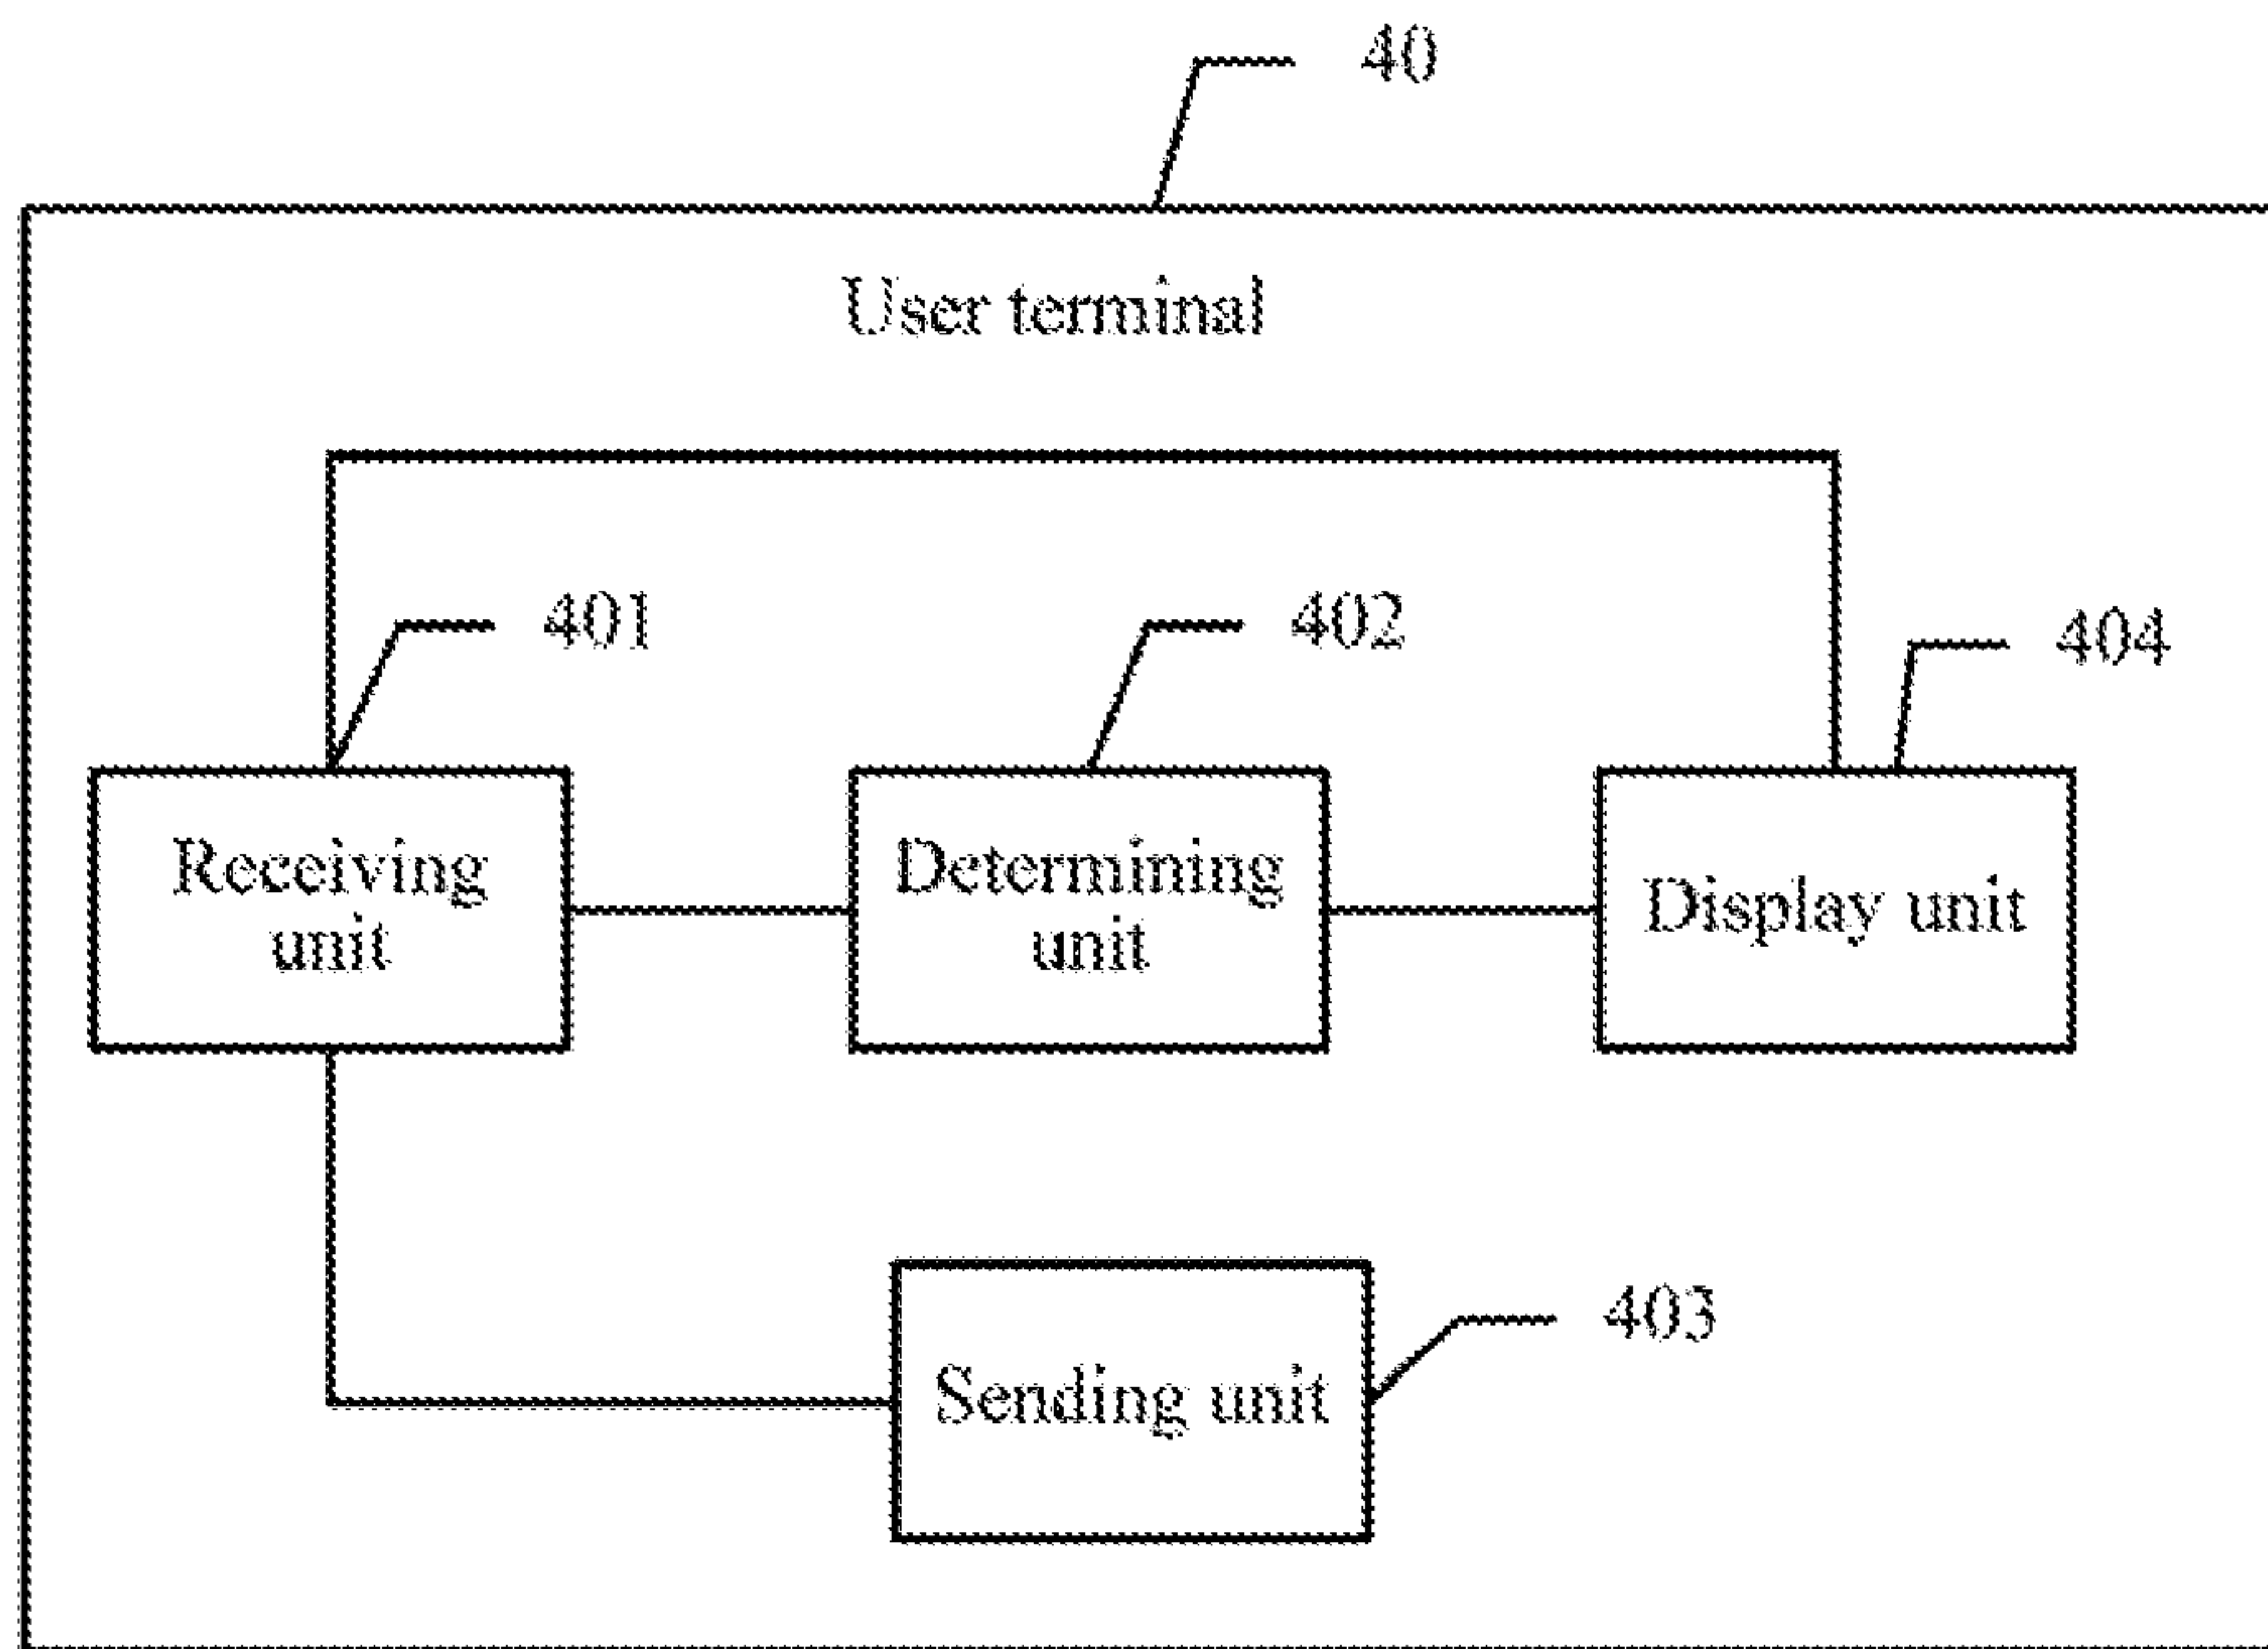 40
User terminal
401
402
404
Receiving
unit
Determining
unit
Display unit
403
Sending unit